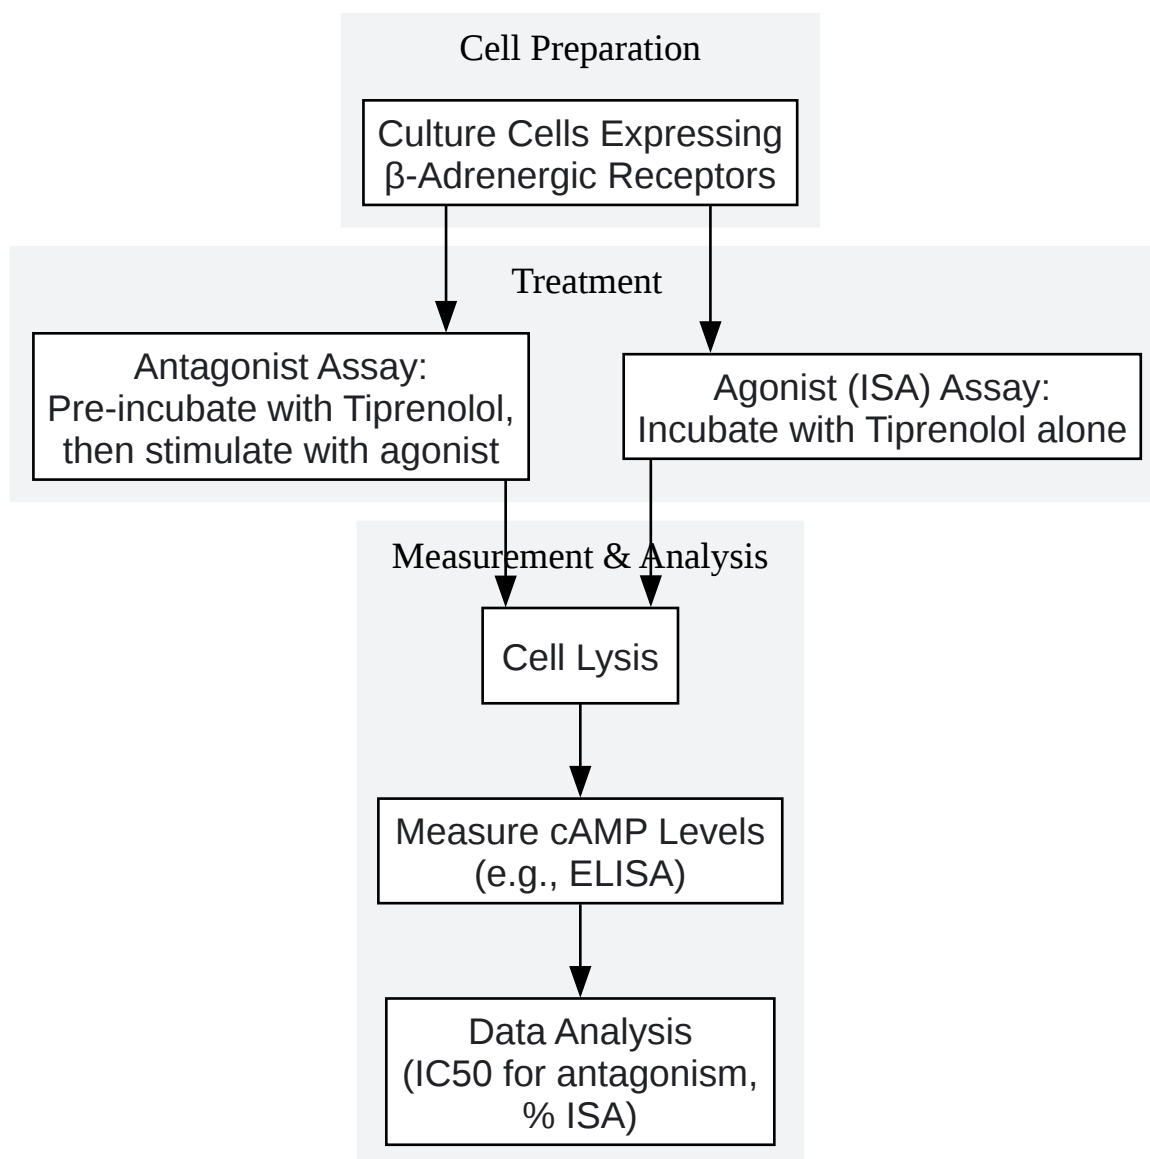 Cell Preparation
Culture Cells Expressing
β-Adrenergic Receptors
Treatment
Antagonist Assay:
Pre-incubate with Tiprenolol,
then stimulate with agonist
Agonist (ISA) Assay:
Incubate with Tiprenolol alone
Measurement & Analysis
Cell Lysis
Measure cAMP Levels
(e.g., ELISA)
Data Analysis
(IC50 for antagonism,
% ISA)